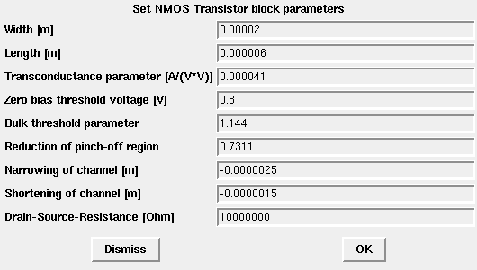 Set NMOS Transistor block parameters
Width [m] 0.00002
Length [m] 0.000006
Transconductance parameter [A/(V*V)] 0.000041
Zero bias threshold voltage [V] 0.8
Bulk threshold parameter 1.144
Reduction of pinch-off region 0.7311
Narrowing of channel [m] -0.0000025
Shortening of channel [m] -0.0000015
Drain-Source-Resistance [Ohm] 10000000
Dismiss OK